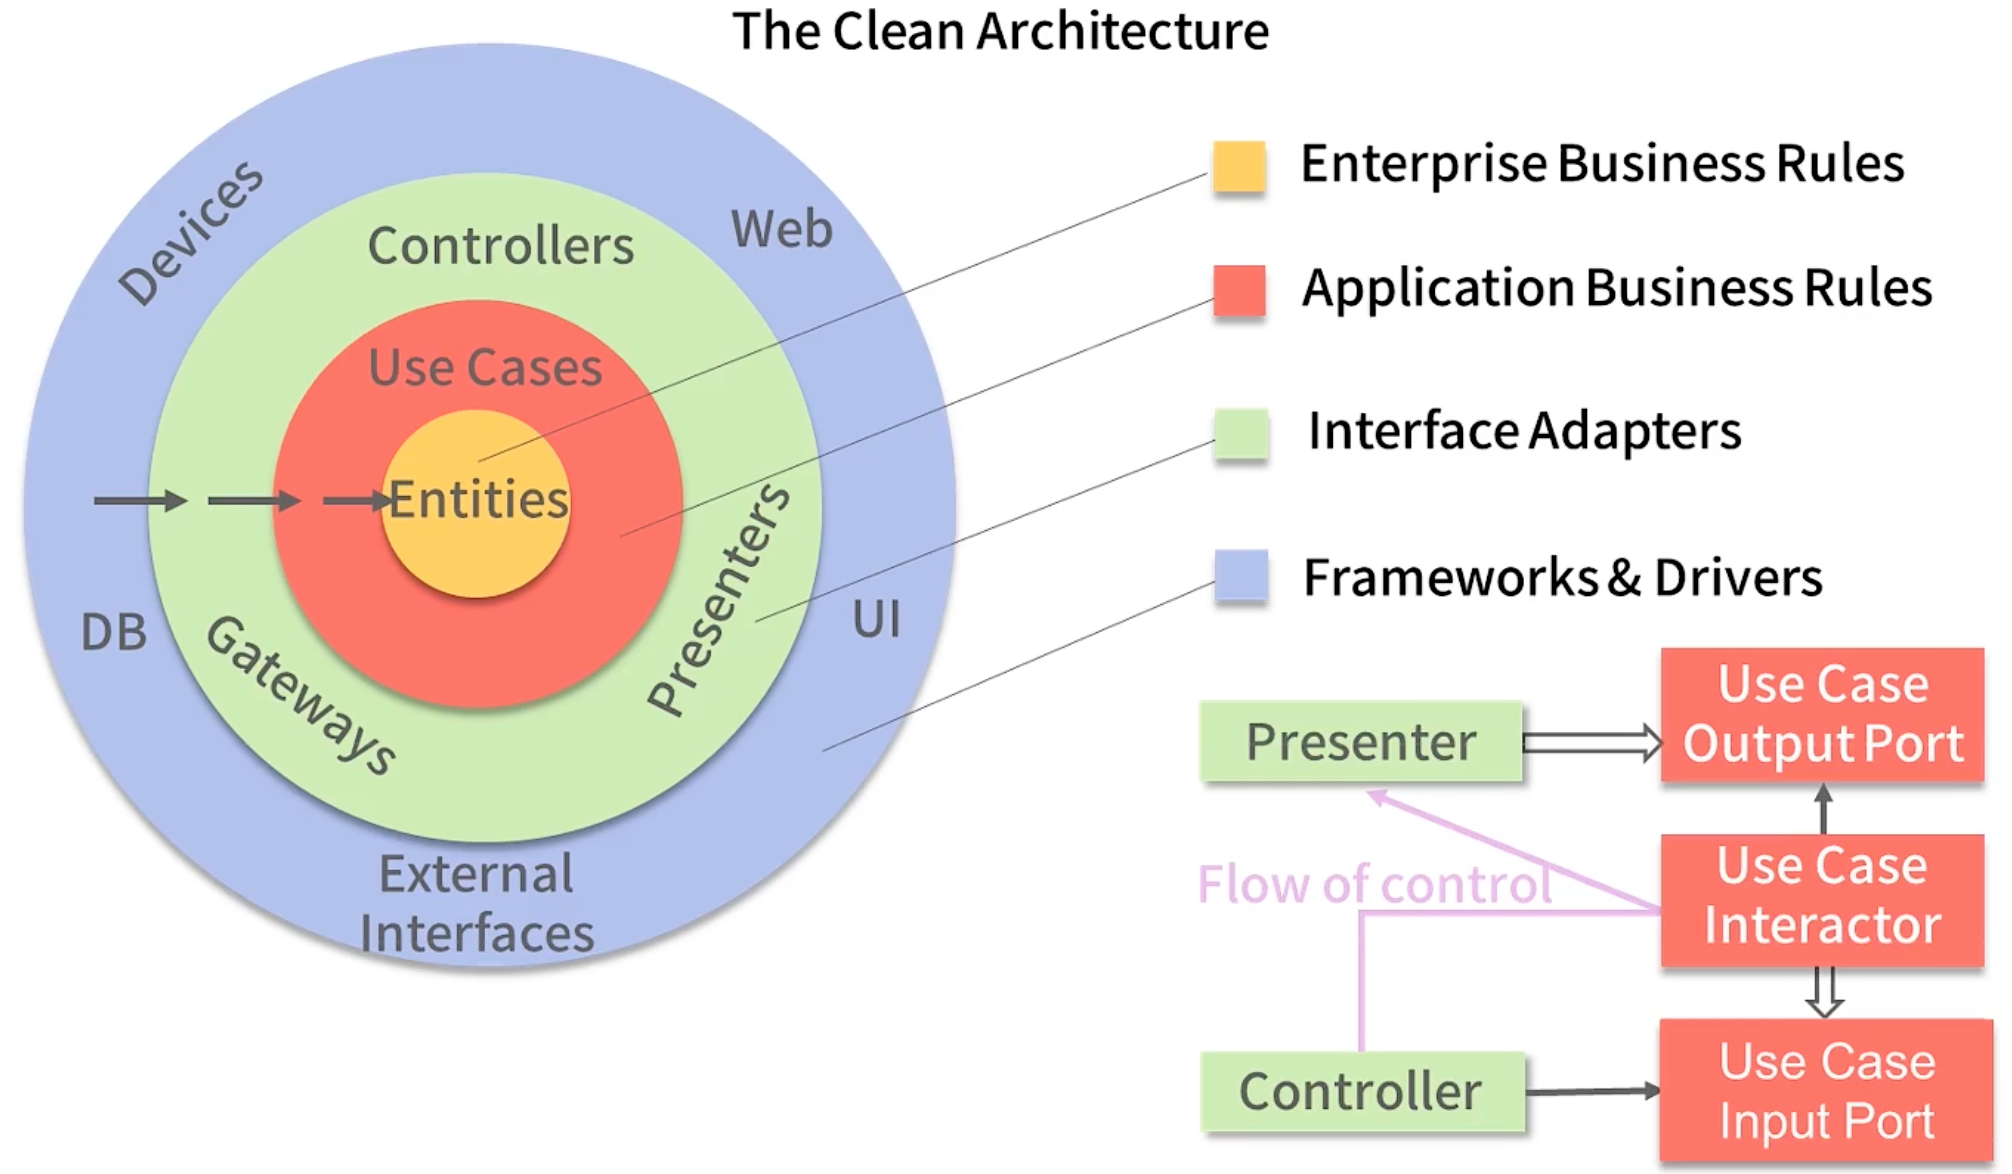 The Clean Architecture
Devices
Controllers
Web
Use Cases
Entities
Presenters
DB
Gateways
UI
External
Interfaces
Enterprise Business Rules
Application Business Rules
Interface Adapters
Frameworks & Drivers
Presenter
Use Case
Output Port
Flow of control
Use Case
Interactor
Controller
Use Case
Input Port